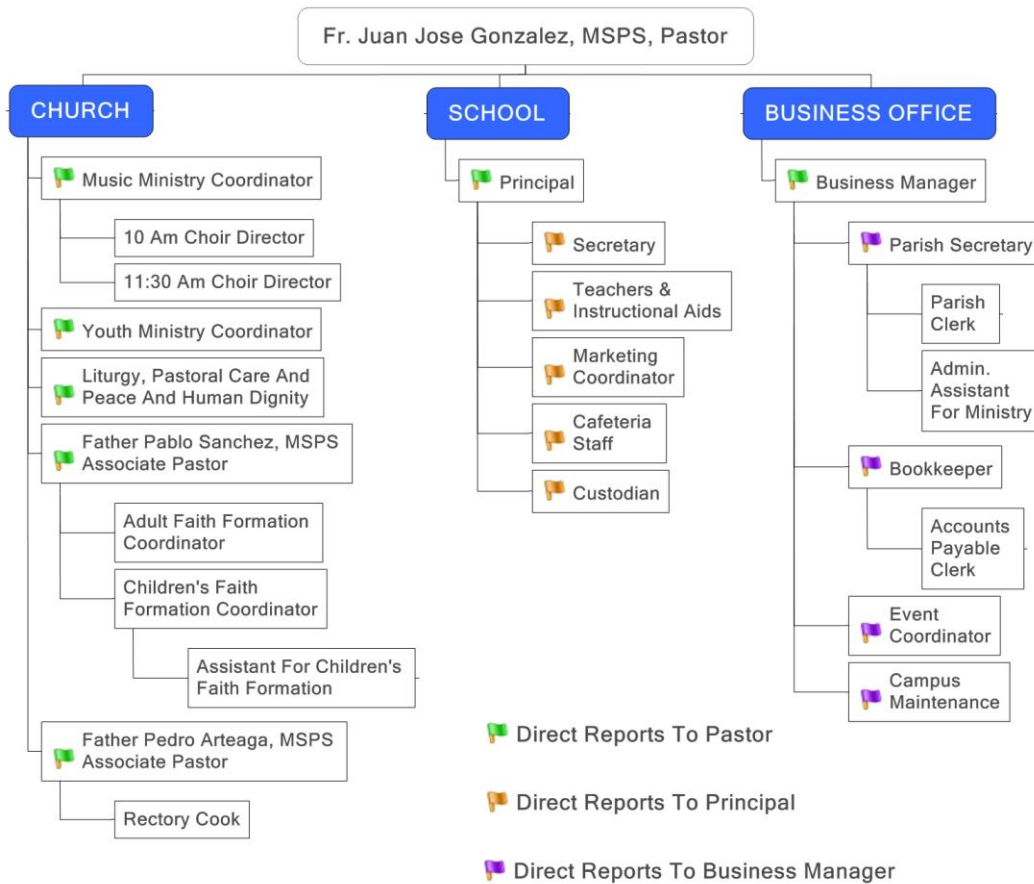 Fr. Juan Jose Gonzalez, MSPS, Pastor
CHURCH
Music Ministry Coordinator
10 Am Choir Director
11:30 Am Choir Director
Youth Ministry Coordinator
Liturgy, Pastoral Care And
Peace And Human Dignity
Father Pablo Sanchez, MSPS
Associate Pastor
Adult Faith Formation
Coordinator
Children's Faith
Formation Coordinator
Assistant For Children's
Faith Formation
Father Pedro Arteaga, MSPS
Associate Pastor
Rectory Cook
SCHOOL
Principal
Secretary
Teachers &
Instructional Aids
Marketing
Coordinator
Cafeteria
Staff
Custodian
BUSINESS OFFICE
Business Manager
Parish Secretary
Parish
Clerk
Admin.
Assistant
For Ministry
Bookkeeper
Accounts
Payable
Clerk
Event
Coordinator
Campus
Maintenance
Direct Reports To Pastor
Direct Reports To Principal
Direct Reports To Business Manager